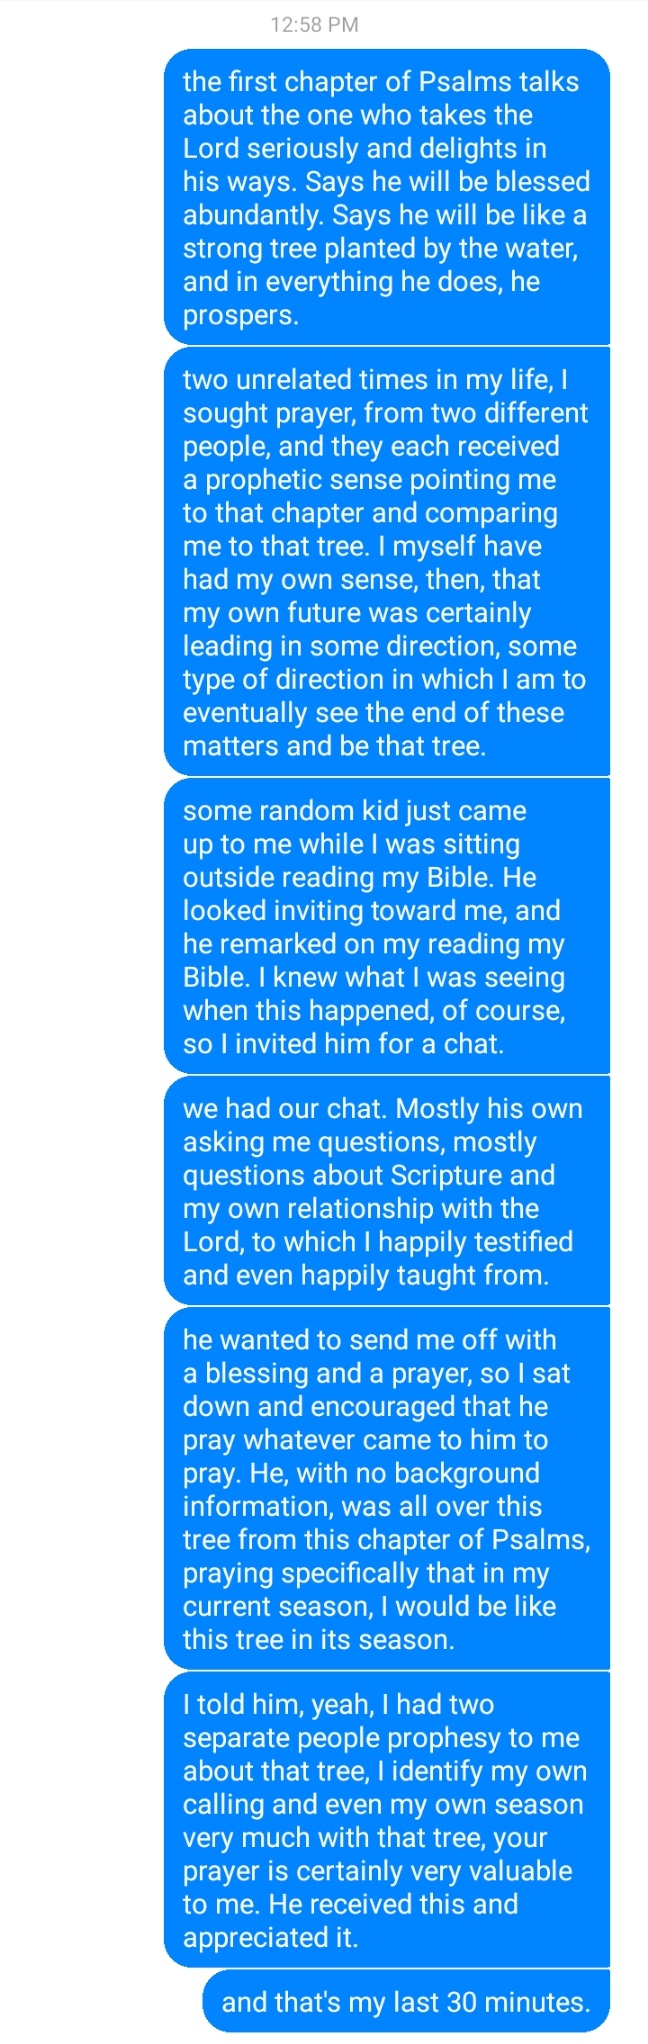 12:58 PM
the first chapter of Psalms talks
about the one who takes the
Lord seriously and delights in
his ways. Says he will be blessed
abundantly. Says he will be like a
strong tree planted by the water,
and in everything he does, he
prospers.
two unrelated times in my life, I
sought prayer, from two different
people, and they each received
a prophetic sense pointing me
to that chapter and comparing
me to that tree. I myself have
had my own sense, then, that
my own future was certainly
leading in some direction, some
type of direction in which I am to
eventually see the end of these
matters and be that tree.
some random kid just came
up to me while I was sitting
outside reading my Bible. He
looked inviting toward me, and
he remarked on my reading my
Bible. I knew what I was seeing
when this happened, of course,
so I invited him for a chat.
we had our chat. Mostly his own
asking me questions, mostly
questions about Scripture and
my own relationship with the
Lord, to which I happily testified
and even happily taught from.
he wanted to send me off with
a blessing and a prayer, so I sat
down and encouraged that he
pray whatever came to him to
pray. He, with no background
information, was all over this
tree from this chapter of Psalms,
praying specifically that in my
current season, I would be like
this tree in its season.
I told him, yeah, I had two
separate people prophesy to me
about that tree, I identify my own
calling and even my own season
very much with that tree, your
prayer is certainly very valuable
to me. He received this and
appreciated it.
and that's my last 30 minutes.